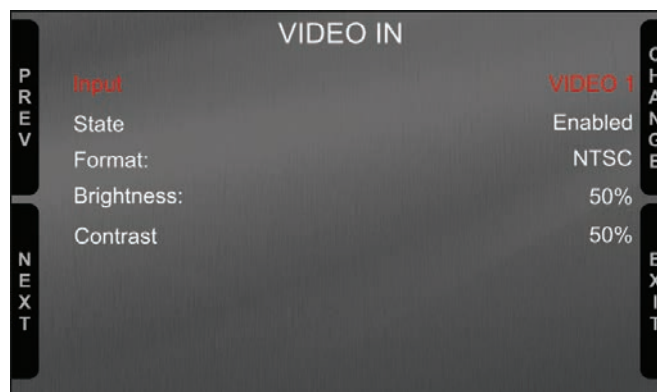 VIDEO IN
PREV
NEXT
Input VIDEO 1
State Enabled
Format: NTSC
Brightness: 50%
Contrast 50%
CHANGE
EXIT